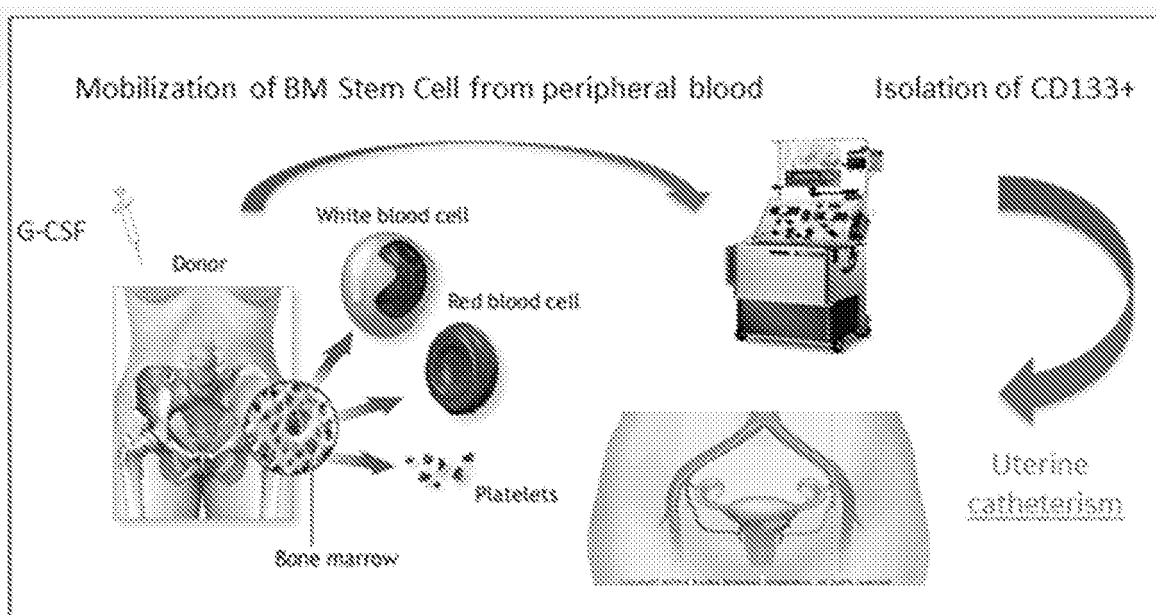 Mobilization of BM Stem Cell from peripheral blood
Isolation of CD133+
G-CSF
Donor
White blood cell
Red blood cell
Platelets
Bone marrow
Uterine
catheterism